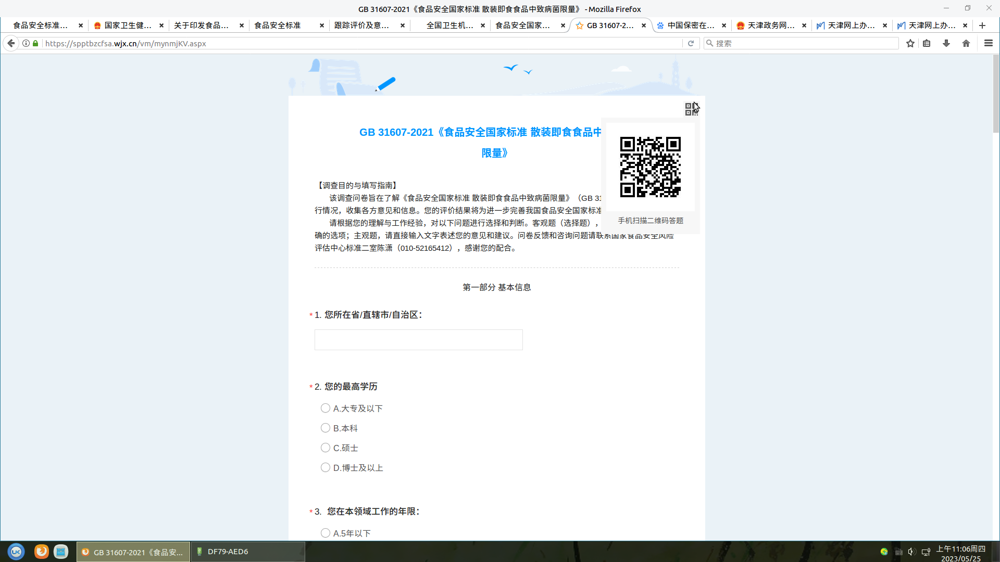 GB 31607-2021《食品安全国家标准 散装即食食品中致病菌限量》 - Mozilla Firefox
食品安全标准... 国家卫生健... 关于印发食品... 食品安全标准 跟踪评价及意... 全国卫生机... 食品安全国家... GB 31607-2... 中国保密在... 天津政务网... 天津网上办... 天津网上办...
https://spptbzcfsa.wjx.cn/vm/mynmjKV.aspx 搜索
GB 31607-2021《食品安全国家标准 散装即食食品中
限量》
【调查目的与填写指南】
该调查问卷旨在了解《食品安全国家标准 散装即食食品中致病菌限量》（GB 31
行情况，收集各方意见和信息。您的评价结果将为进一步完善我国食品安全国家标准
请根据您的理解与工作经验，对以下问题进行选择和判断。客观题（选择题），
确的选项；主观题，请直接输入文字表述您的意见和建议。问卷反馈和咨询问题请联系国家食品安全风险
评估中心标准二室陈潇（010-52165412），感谢您的配合。
手机扫描二维码答题
第一部分 基本信息
* 1. 您所在省/直辖市/自治区：
* 2. 您的最高学历
A.大专及以下
B.本科
C.硕士
D.博士及以上
* 3. 您在本领域工作的年限：
A.5年以下
GB 31607-2021《食品安... DF79-AED6 上午11:06周四
2023/05/25